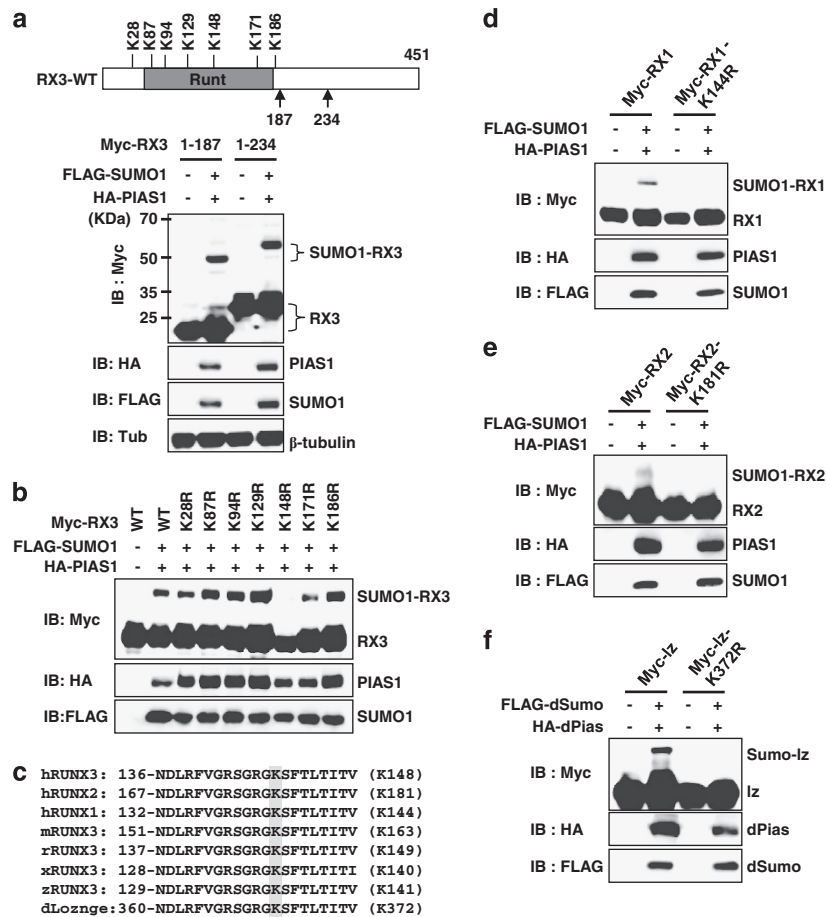 a
K28 K87 K94 K129 K148 K171 K186
451
RX3-WT Runt
187 234
Myc-RX3 1-187 1-234
FLAG-SUMO1 - + - +
HA-PIAS1 - + - +
(KDa)
70
50
35
25
IB : Myc
SUMO1-RX3
RX3
IB: HA PIAS1
IB: FLAG SUMO1
IB: Tub β-tubulin
b
Myc-RX3 WT WT K28R K87R K94R K129R K148R K171R K186R
FLAG-SUMO1 - + + + + + + + +
HA-PIAS1 - + + + + + + + +
IB: Myc SUMO1-RX3
RX3
IB: HA PIAS1
IB:FLAG SUMO1
c
hRUNX3: 136-NDLRFVGRSGRGKSFTLTITV (K148)
hRUNX2: 167-NDLRFVGRSGRGKSFTLTITV (K181)
hRUNX1: 132-NDLRFVGRSGRGKSFTLTITV (K144)
mRUNX3: 151-NDLRFVGRSGRGKSFTLTITV (K163)
rRUNX3: 137-NDLRFVGRSGRGKSFTLTITV (K149)
xRUNX3: 128-NDLRFVGRSGRGKSFTLTITI (K140)
zRUNX3: 129-NDLRFVGRSGRGKSFTLTITV (K141)
dLoznge:360-NDLRFVGRSGRGKSFTLTITV (K372)
d
Myc-RX1 Myc-RX1-K144R
FLAG-SUMO1 - + - +
HA-PIAS1 - + - +
IB : Myc SUMO1-RX1
RX1
IB : HA PIAS1
IB : FLAG SUMO1
e
Myc-RX2 Myc-RX2-K181R
FLAG-SUMO1 - + - +
HA-PIAS1 - + - +
IB : Myc SUMO1-RX2
RX2
IB : HA PIAS1
IB : FLAG SUMO1
f
Myc-lz Myc-lz-K372R
FLAG-dSumo - + - +
HA-dPias - + - +
IB : Myc Sumo-lz
lz
IB : HA dPias
IB : FLAG dSumo